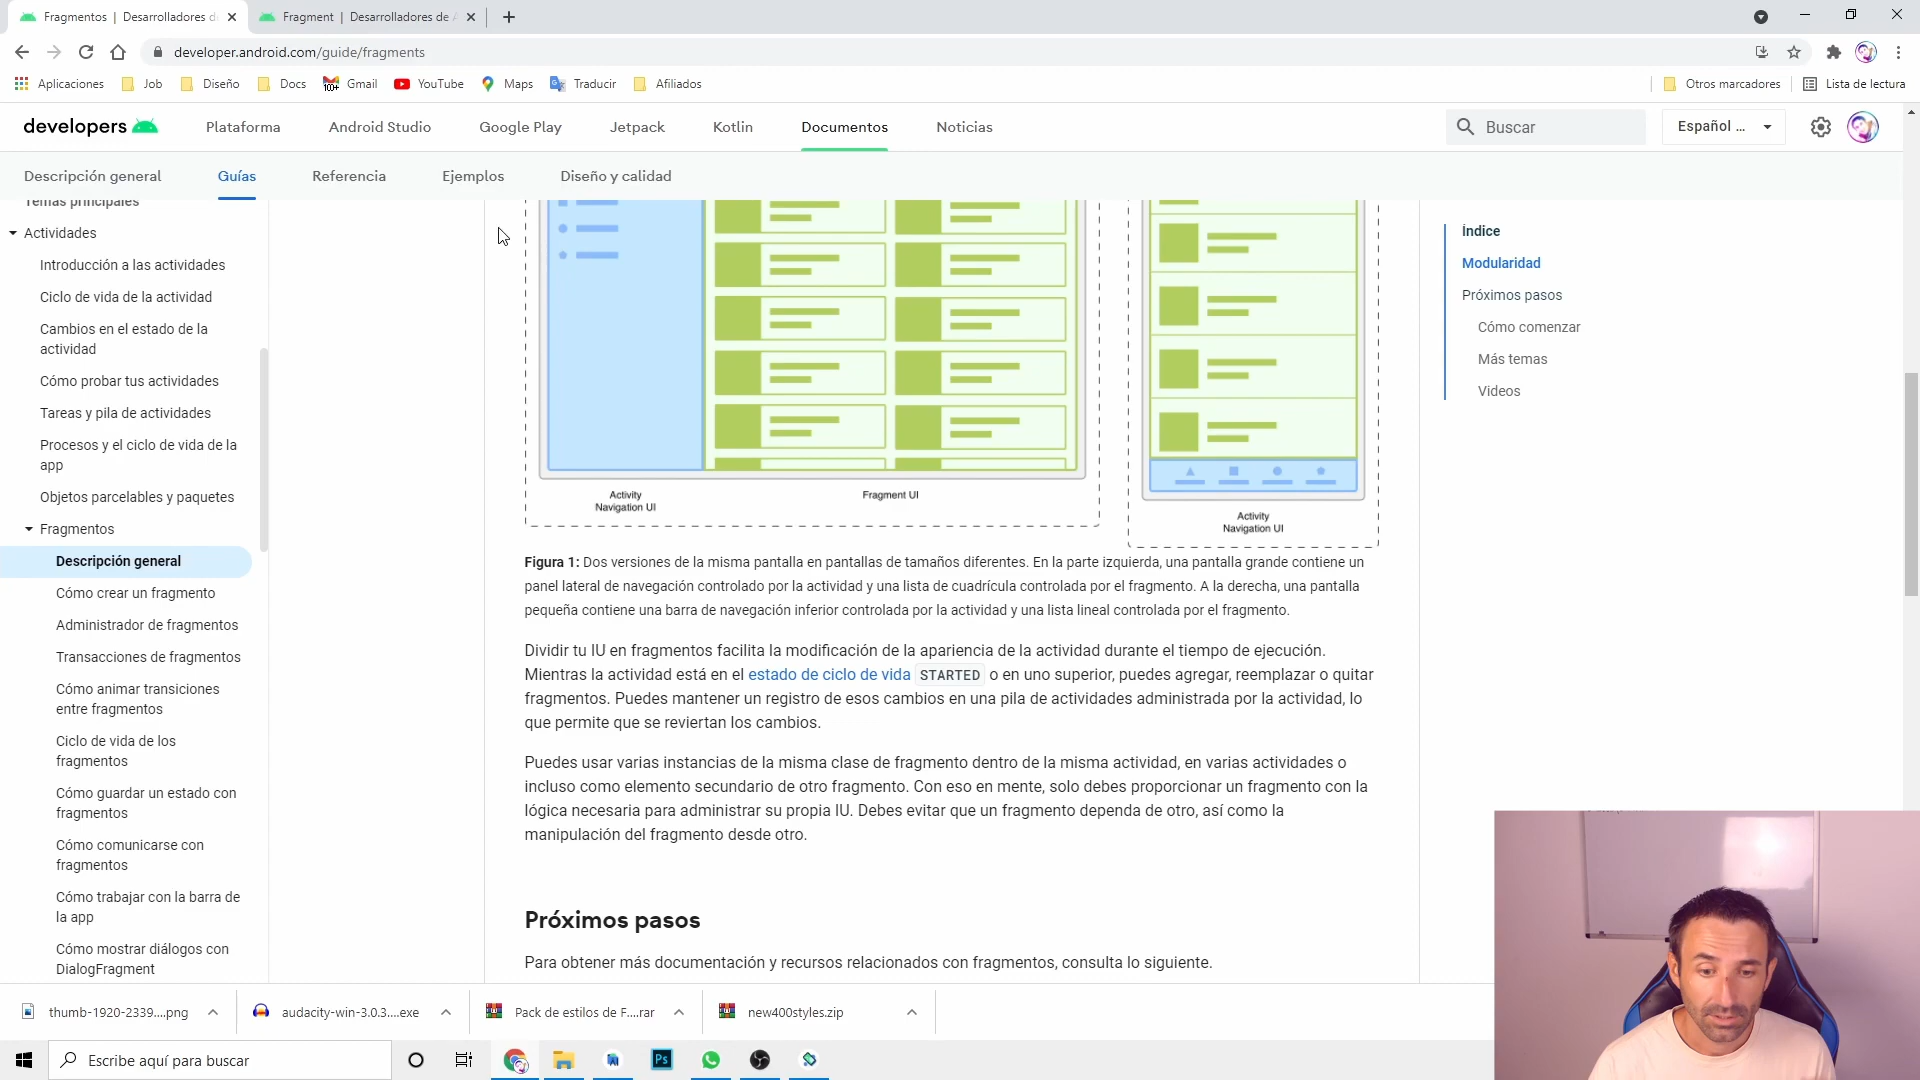 Fragmentos | Desarrolladores d
Fragment | Desarrolladores de A
developer.android.com/guide/fragments
Aplicaciones
Job
Diseño
Docs
100+
Gmail
YouTube
Maps
Traducir
Afiliados
Otros marcadores
Lista de lectura
developers
Plataforma
Android Studio
Google Play
Jetpack
Kotlin
Documentos
Noticias
Buscar
Español ...
Descripción general
Guías
Referencia
Ejemplos
Diseño y calidad
Temas principales
Actividades
Introducción a las actividades
Ciclo de vida de la actividad
Cambios en el estado de la
actividad
Cómo probar tus actividades
Tareas y pila de actividades
Procesos y el ciclo de vida de la
app
Objetos parcelables y paquetes
Fragmentos
Descripción general
Cómo crear un fragmento
Administrador de fragmentos
Transacciones de fragmentos
Cómo animar transiciones
entre fragmentos
Ciclo de vida de los
fragmentos
Cómo guardar un estado con
fragmentos
Cómo comunicarse con
fragmentos
Cómo trabajar con la barra de
la app
Cómo mostrar diálogos con
DialogFragment
Activity
Navigation UI
Fragment UI
Activity
Navigation UI
Figura 1: Dos versiones de la misma pantalla en pantallas de tamaños diferentes. En la parte izquierda, una pantalla grande contiene un
panel lateral de navegación controlado por la actividad y una lista de cuadrícula controlada por el fragmento. A la derecha, una pantalla
pequeña contiene una barra de navegación inferior controlada por la actividad y una lista lineal controlada por el fragmento.
Dividir tu IU en fragmentos facilita la modificación de la apariencia de la actividad durante el tiempo de ejecución.
Mientras la actividad está en el estado de ciclo de vida STARTED o en uno superior, puedes agregar, reemplazar o quitar
fragmentos. Puedes mantener un registro de esos cambios en una pila de actividades administrada por la actividad, lo
que permite que se reviertan los cambios.
Puedes usar varias instancias de la misma clase de fragmento dentro de la misma actividad, en varias actividades o
incluso como elemento secundario de otro fragmento. Con eso en mente, solo debes proporcionar un fragmento con la
lógica necesaria para administrar su propia IU. Debes evitar que un fragmento dependa de otro, así como la
manipulación del fragmento desde otro.
Próximos pasos
Para obtener más documentación y recursos relacionados con fragmentos, consulta lo siguiente.
Índice
Modularidad
Próximos pasos
Cómo comenzar
Más temas
Videos
thumb-1920-2339....png
audacity-win-3.0.3....exe
Pack de estilos de F....rar
new400styles.zip
Escribe aquí para buscar
Ps